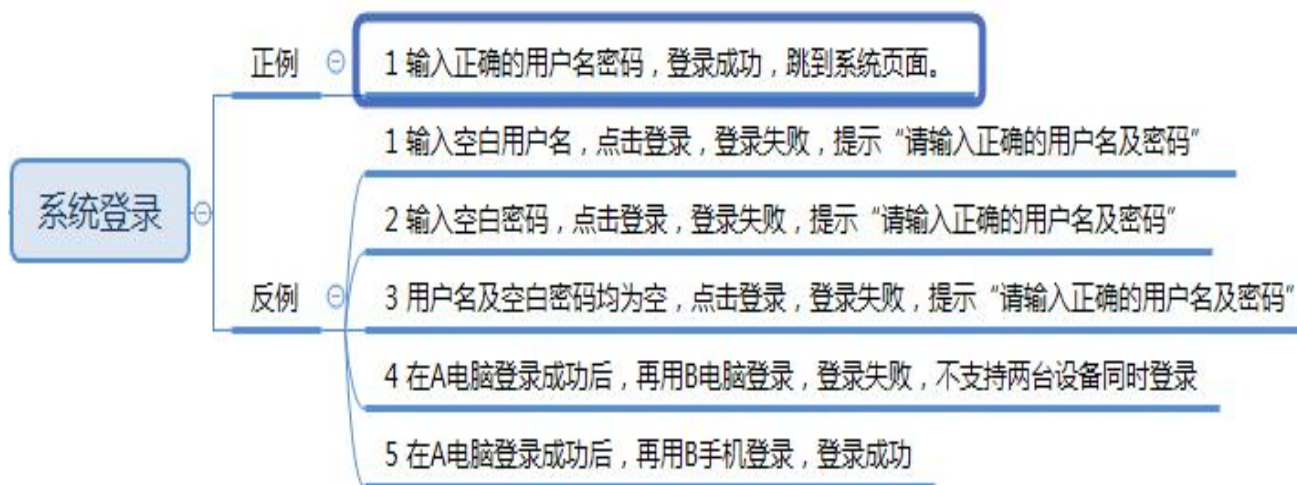 正例
1 输入正确的用户名密码，登录成功，跳到系统页面。
系统登录
反例
1 输入空白用户名，点击登录，登录失败，提示“请输入正确的用户名及密码”
2 输入空白密码，点击登录，登录失败，提示“请输入正确的用户名及密码”
3 用户名及空白密码均为空，点击登录，登录失败，提示“请输入正确的用户名及密码”
4 在A电脑登录成功后，再用B电脑登录，登录失败，不支持两台设备同时登录
5 在A电脑登录成功后，再用B手机登录，登录成功